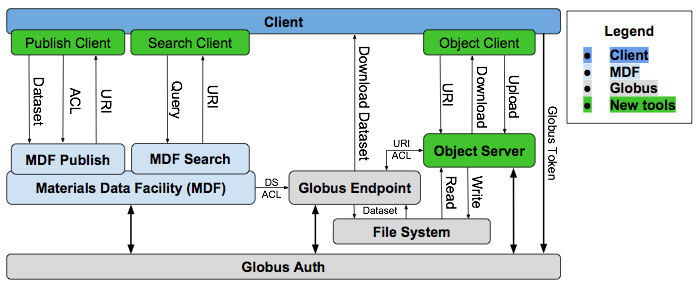 Client
Publish Client
Search Client
Object Client
Dataset
ACL
URI
Query
URI
Download Dataset
URI
Download
Upload
Globus Token
MDF Publish
MDF Search
Materials Data Facility (MDF)
DS
ACL
Globus Endpoint
URI
ACL
Object Server
Dataset
Read
Write
File System
Globus Auth
Legend
● Client
● MDF
● Globus
● New tools